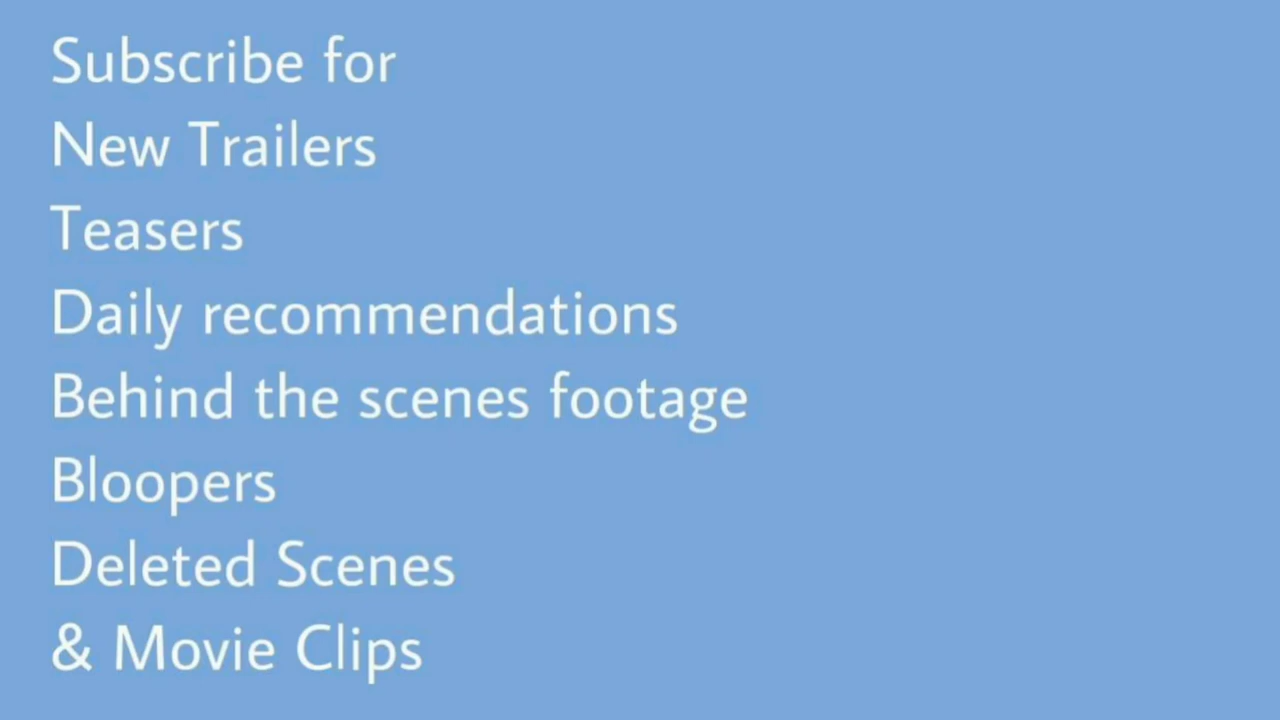 Subscribe for
New Trailers
Teasers
Daily recommendations
Behind the scenes footage
Bloopers
Deleted Scenes
& Movie Clips